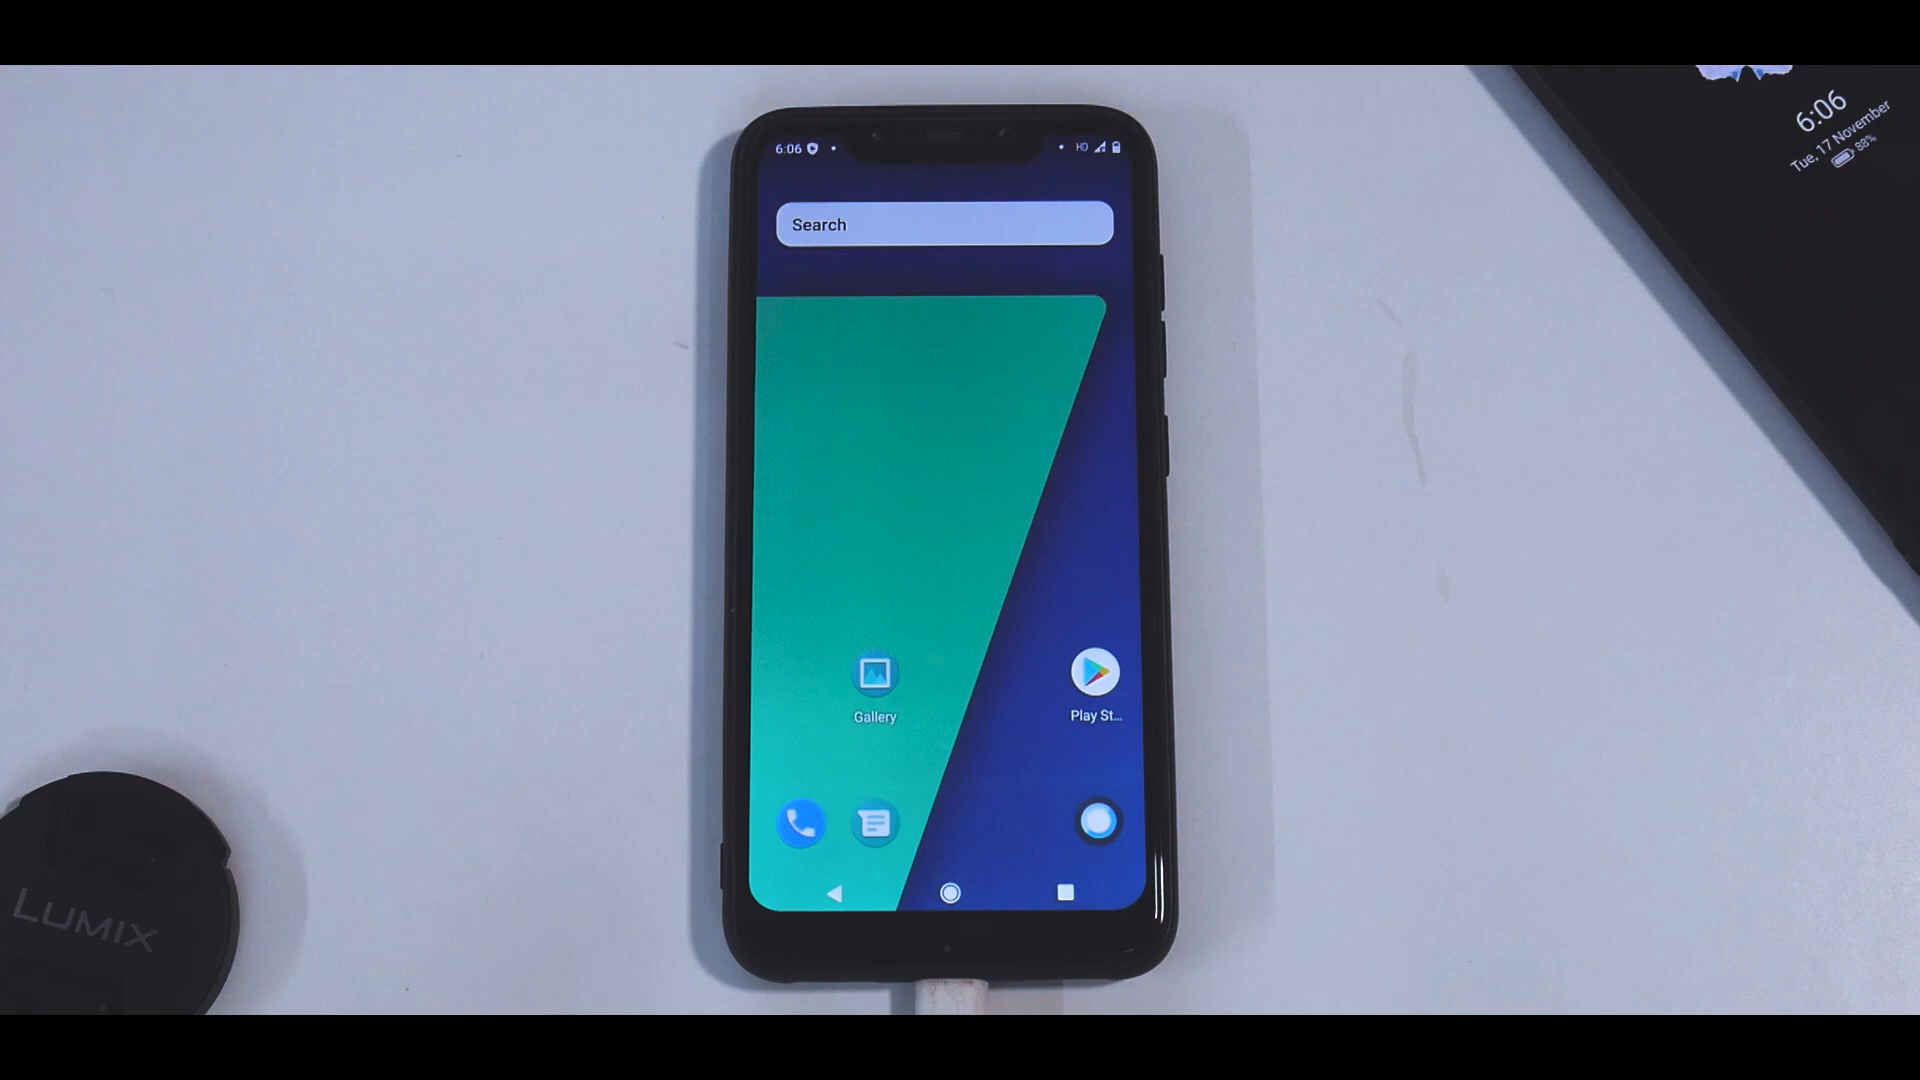 6:06
HD
Search
Gallery
Play St...
6:06
Tue, 17 November
88%
LUMIX